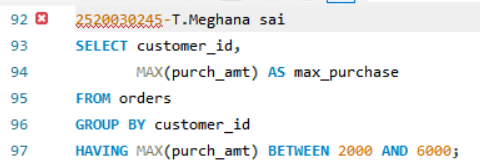 92 2520030245-T.Meghana sai
93 SELECT customer_id,
94 MAX(purch_amt) AS max_purchase
95 FROM orders
96 GROUP BY customer_id
97 HAVING MAX(purch_amt) BETWEEN 2000 AND 6000;